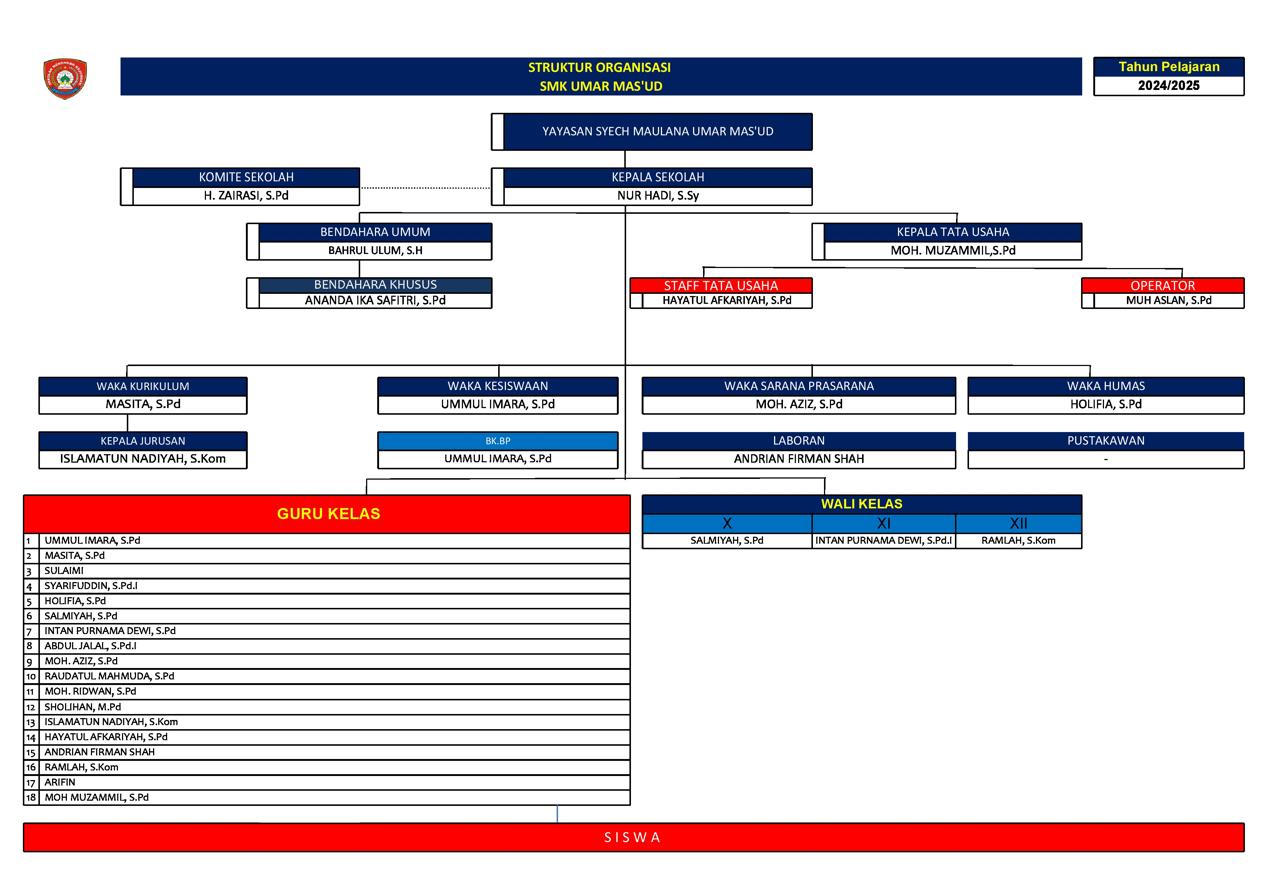 STRUKTUR ORGANISASI
SMK UMAR MAS'UD
Tahun Pelajaran
2024/2025
YAYASAN SYECH MAULANA UMAR MAS'UD
KOMITE SEKOLAH
H. ZAIRASI, S.Pd
KEPALA SEKOLAH
NUR HADI, S.Sy
BENDAHARA UMUM
BAHRUL ULUM, S.H
KEPALA TATA USAHA
MOH. MUZAMMIL,S.Pd
BENDAHARA KHUSUS
ANANDA IKA SAFITRI, S.Pd
STAFF TATA USAHA
HAYATUL AFKARIYAH, S.Pd
OPERATOR
MUH ASLAN, S.Pd
WAKA KURIKULUM
MASITA, S.Pd
WAKA KESISWAAN
UMMUL IMARA, S.Pd
WAKA SARANA PRASARANA
MOH. AZIZ, S.Pd
WAKA HUMAS
HOLIFIA, S.Pd
KEPALA JURUSAN
ISLAMATUN NADIYAH, S.Kom
BK.BP
UMMUL IMARA, S.Pd
LABORAN
ANDRIAN FIRMAN SHAH
PUSTAKAWAN
-
GURU KELAS
1 UMMUL IMARA, S.Pd
2 MASITA, S.Pd
3 SULAIMI
4 SYARIFUDDIN, S.Pd.I
5 HOLIFIA, S.Pd
6 SALMIYAH, S.Pd
7 INTAN PURNAMA DEWI, S.Pd
8 ABDUL JALAL, S.Pd.I
9 MOH. AZIZ, S.Pd
10 RAUDATUL MAHMUDA, S.Pd
11 MOH. RIDWAN, S.Pd
12 SHOLIHAN, M.Pd
13 ISLAMATUN NADIYAH, S.Kom
14 HAYATUL AFKARIYAH, S.Pd
15 ANDRIAN FIRMAN SHAH
16 RAMLAH, S.Kom
17 ARIFIN
18 MOH MUZAMMIL, S.Pd
WALI KELAS
X XI XII
SALMIYAH, S.Pd INTAN PURNAMA DEWI, S.Pd.I RAMLAH, S.Kom
S I S W A